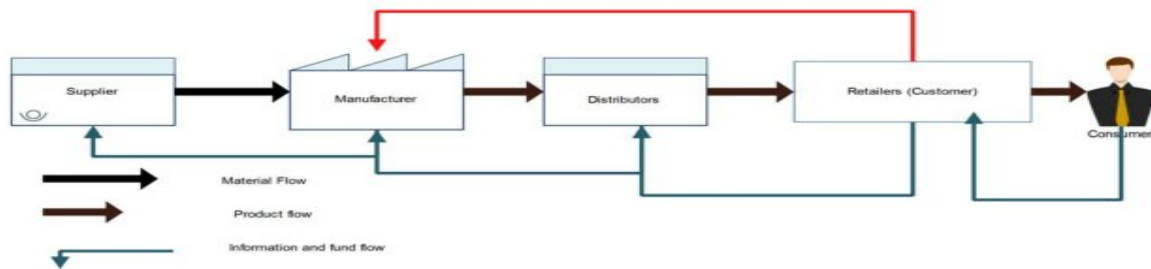 Supplier
Manufacturer
Distributors
Retailers (Customer)
Consumer
Material Flow
Product flow
Information and fund flow